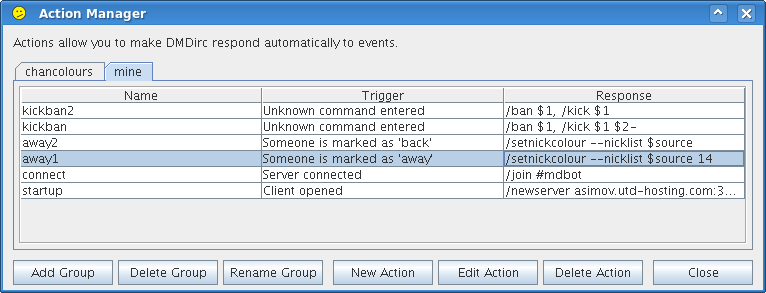 Action Manager
Actions allow you to make DMDirc respond automatically to events.
chancolours mine
Name Trigger Response
kickban2 Unknown command entered /ban $1, /kick $1
kickban Unknown command entered /ban $1, /kick $1 $2-
away2 Someone is marked as 'back' /setnickcolour --nicklist $source
away1 Someone is marked as 'away' /setnickcolour --nicklist $source 14
connect Server connected /join #mdbot
startup Client opened /newserver asimov.utd-hosting.com:3...
Add Group Delete Group Rename Group New Action Edit Action Delete Action Close